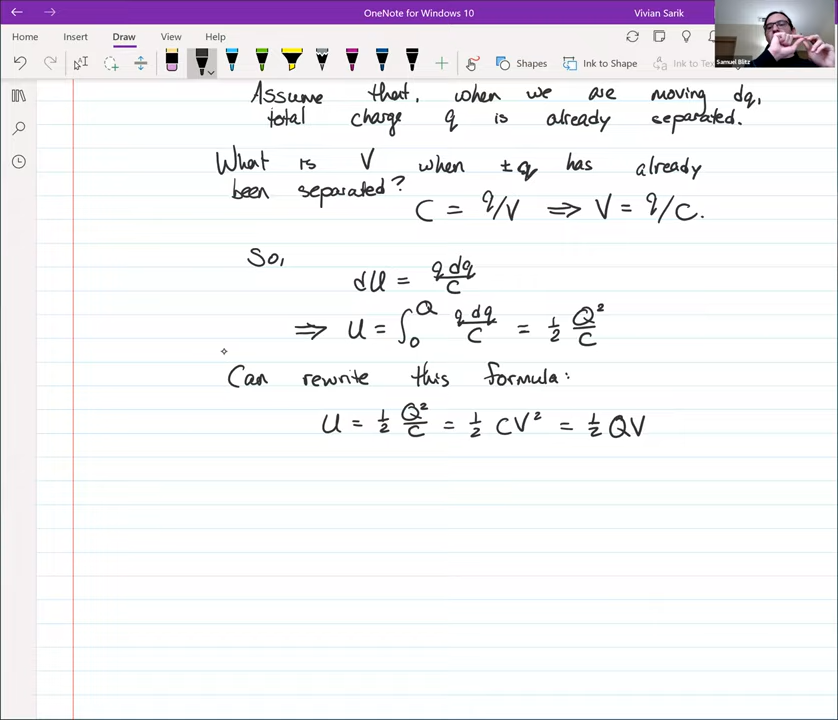 OneNote for Windows 10
Vivian Sarik
Home Insert Draw View Help
Shapes Ink to Shape Ink to Tex
Samuel Blitz
Assume that, when we are moving dq,
total charge q is already separated.
What is V when ±q has already
been separated?
C = q/V ⟹ V = q/C.
So,
dU = q dq/C
⟹ U = ∫₀^Q q dq/C = 1/2 Q²/C
Can rewrite this formula:
U = 1/2 Q²/C = 1/2 CV² = 1/2 QV